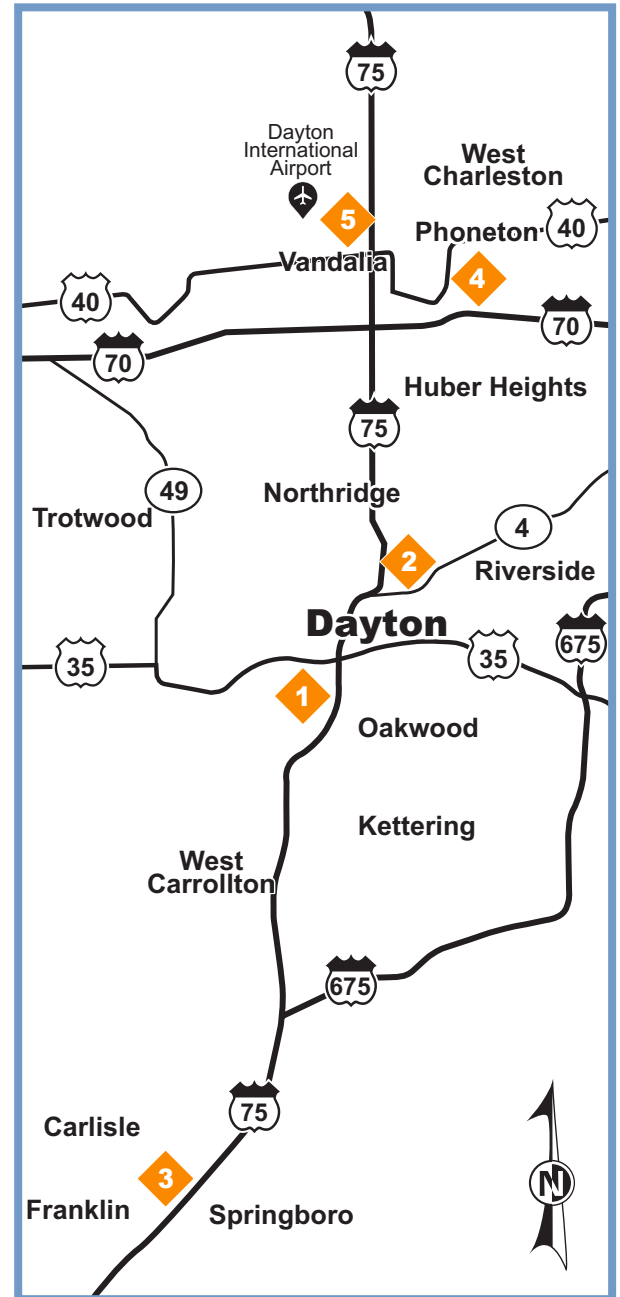 75
Dayton
International
Airport
West
Charleston
5
Phoneton
40
Vandalia
4
40
70
70
Huber Heights
75
49
Northridge
Trotwood
4
2
Riverside
Dayton
675
35
35
1
Oakwood
Kettering
West
Carrollton
675
75
Carlisle
3
N
Franklin
Springboro